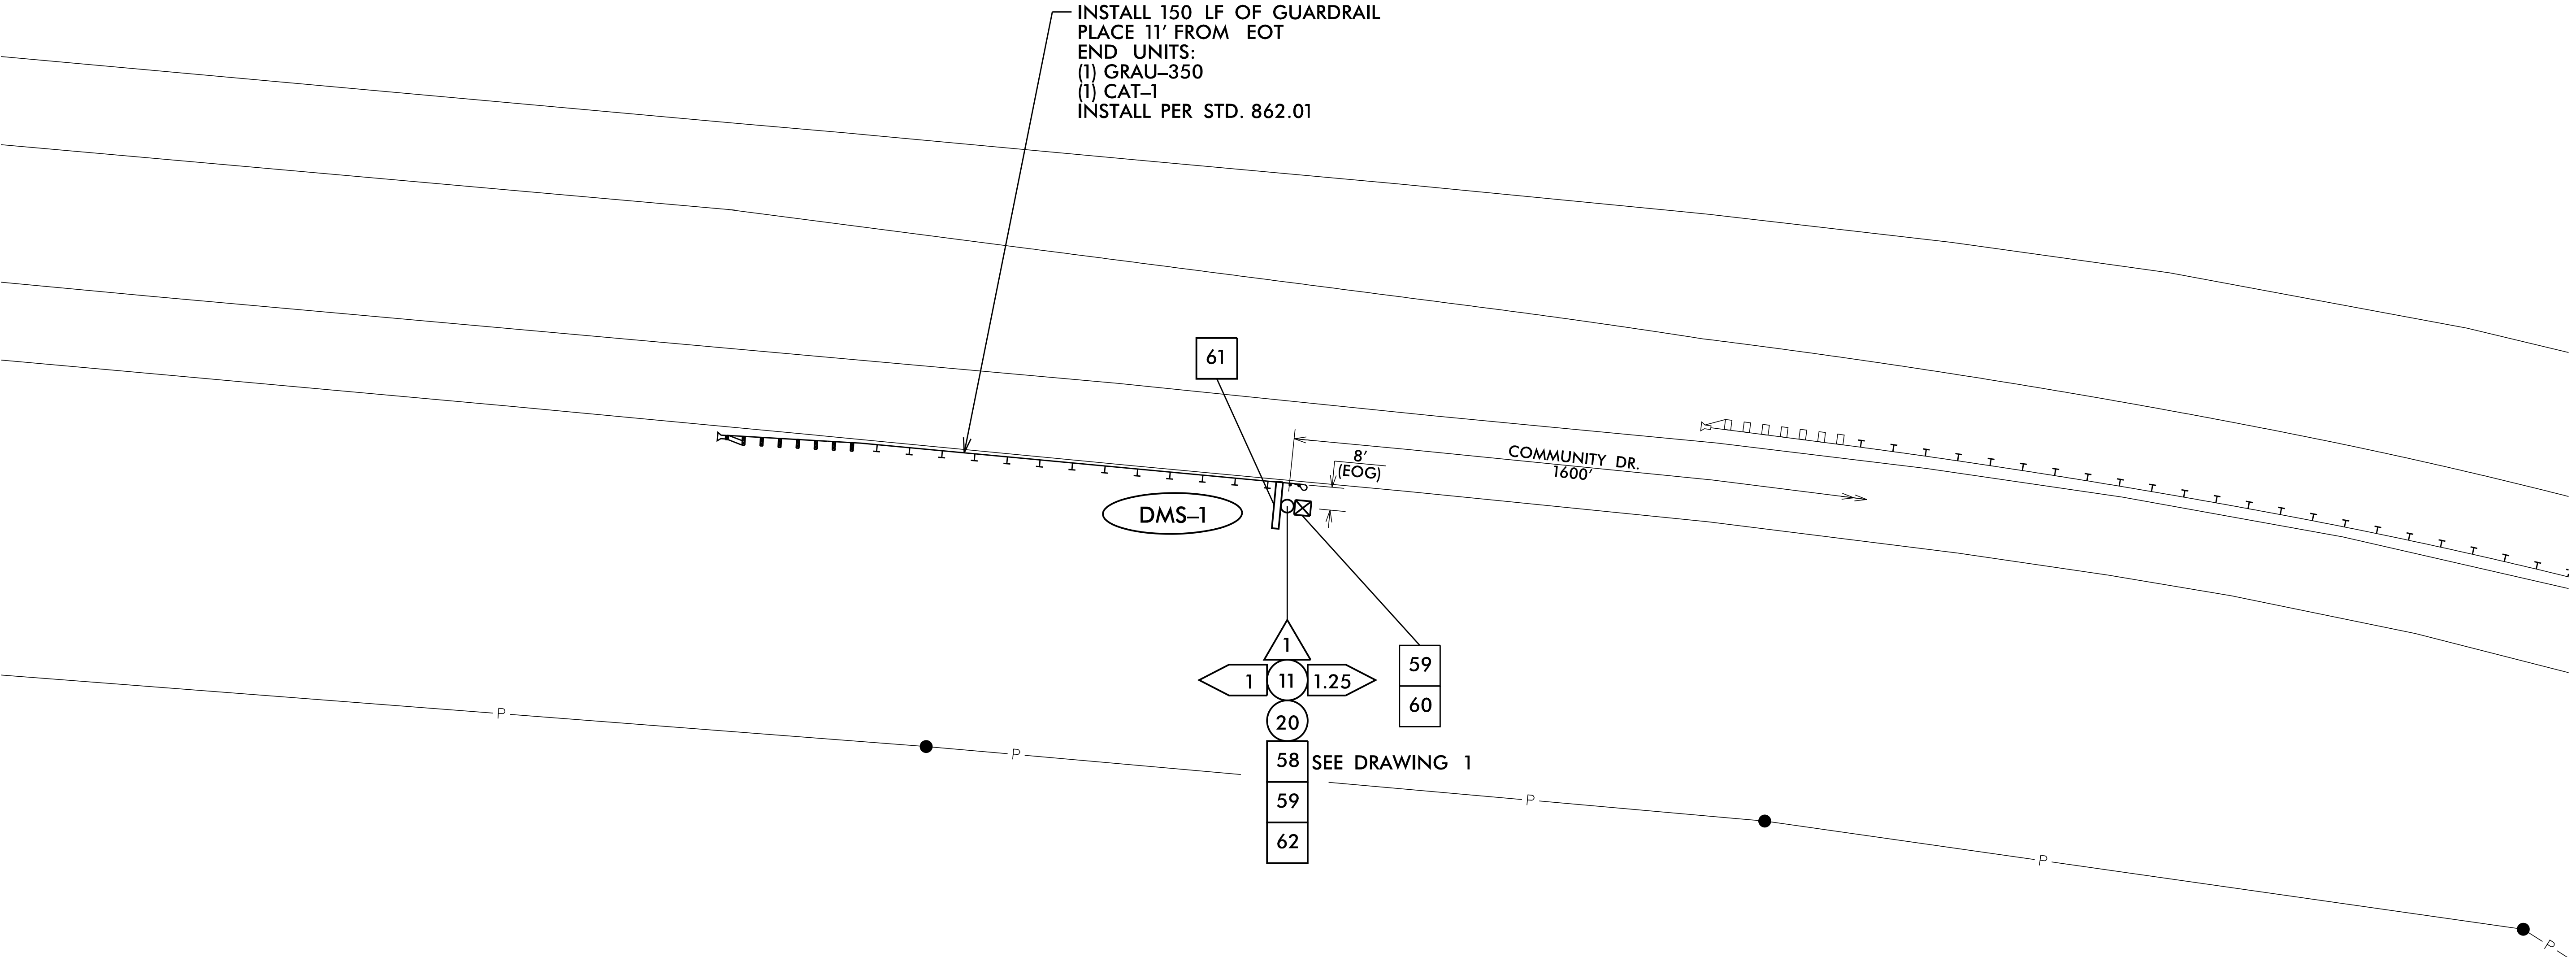 INSTALL 150 LF OF GUARDRAIL
PLACE 11' FROM EOT
END UNITS:
(1) GRAU–350
(1) CAT–1
INSTALL PER STD. 862.01
61
8'
(EOG)
COMMUNITY DR.
1600'
DMS–1
1
1
11
1.25
20
58
SEE DRAWING 1
59
62
59
60
P
P
P
P
P